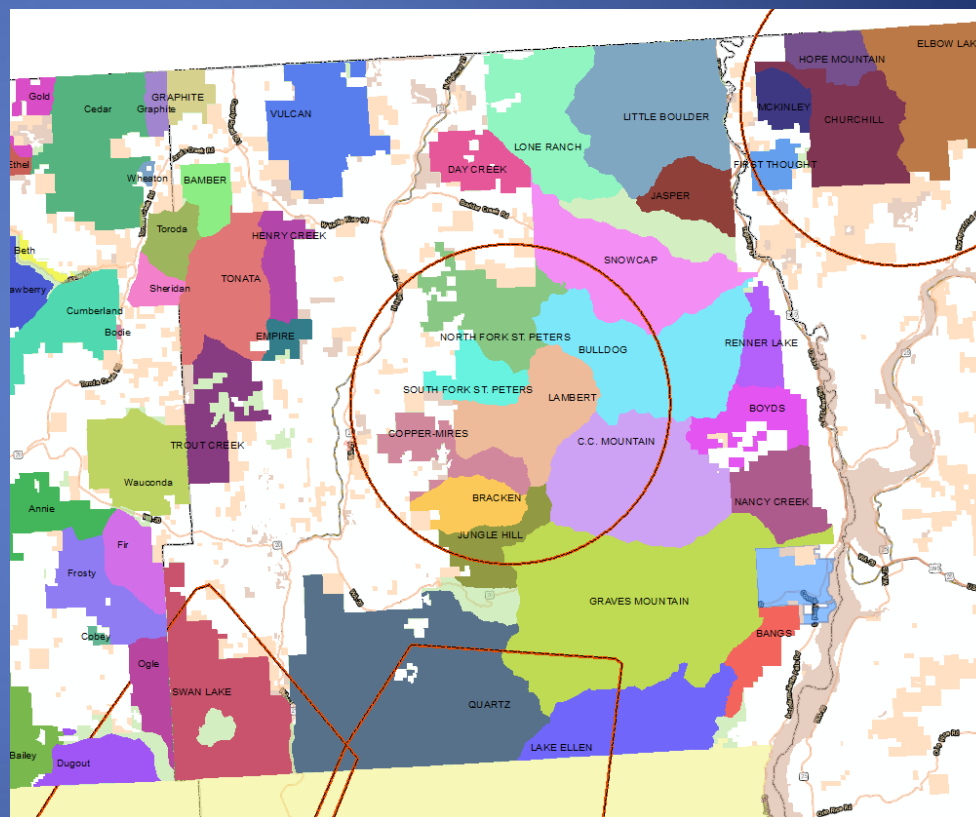 ELBOW LAK
HOPE MOUNTAIN
Gold
Cedar
GRAPHITE
Graphite
VULCAN
MCKINLEY
CHURCHILL
LITTLE BOULDER
LONE RANCH
Ethel
Wheaton
BAMBER
DAY CREEK
FIRST THOUGHT
JASPER
Toroda
HENRY CREEK
Beth
SNOWCAP
TONATA
Sheridan
awberry
Cumberland
Bodie
EMPIRE
NORTH FORK ST. PETERS
BULLDOG
RENNER LAKE
SOUTH FORK ST. PETERS
LAMBERT
BOYDS
COPPER-MIRES
C.C. MOUNTAIN
TROUT CREEK
Wauconda
BRACKEN
NANCY CREEK
Annie
JUNGLE HILL
Fir
Frosty
GRAVES MOUNTAIN
Cobey
BANGS
Ogle
SWAN LAKE
QUARTZ
LAKE ELLEN
Bailey
Dugout